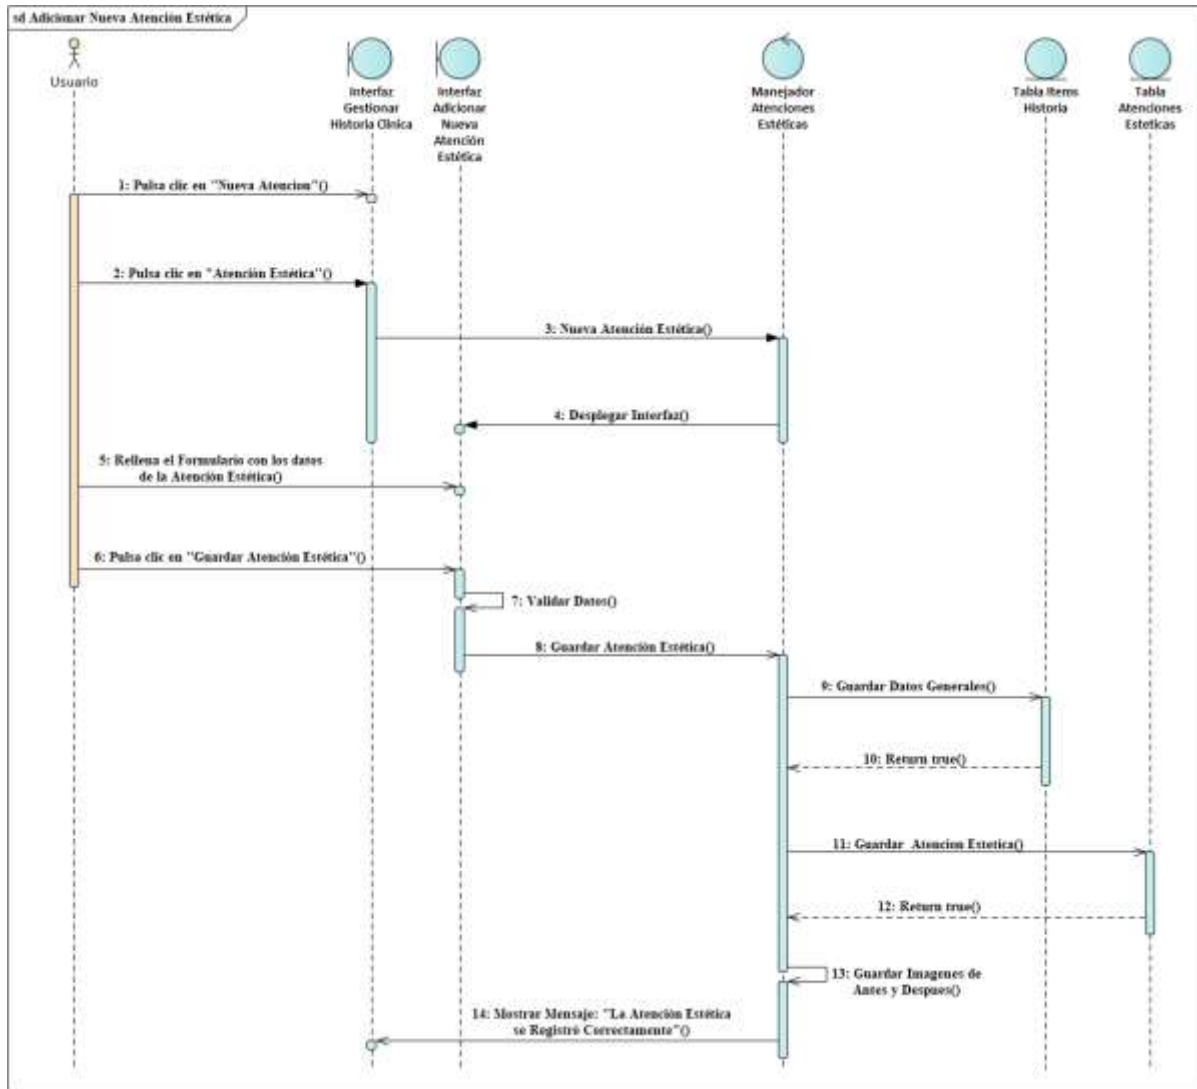 sd Adicionar Nueva Atención Estética
Usuario
Interfaz
Gestionar
Historia Clínica
Interfaz
Adicionar
Nueva
Atención
Estética
Manejador
Atenciones
Estéticas
Tabla Items
Historia
Tabla
Atenciones
Esteticas
1: Pulsa clic en "Nueva Atencion"()
2: Pulsa clic en "Atención Estética"()
3: Nueva Atención Estética()
4: Desplegar Interfaz()
5: Rellena el Formulario con los datos
de la Atención Estética()
6: Pulsa clic en "Guardar Atención Estética"()
7: Validar Datos()
8: Guardar Atención Estética()
9: Guardar Datos Generales()
10: Return true()
11: Guardar Atencion Estetica()
12: Return true()
13: Guardar Imagenes de
Antes y Despues()
14: Mostrar Mensaje: "La Atención Estética
se Registró Correctamente"()